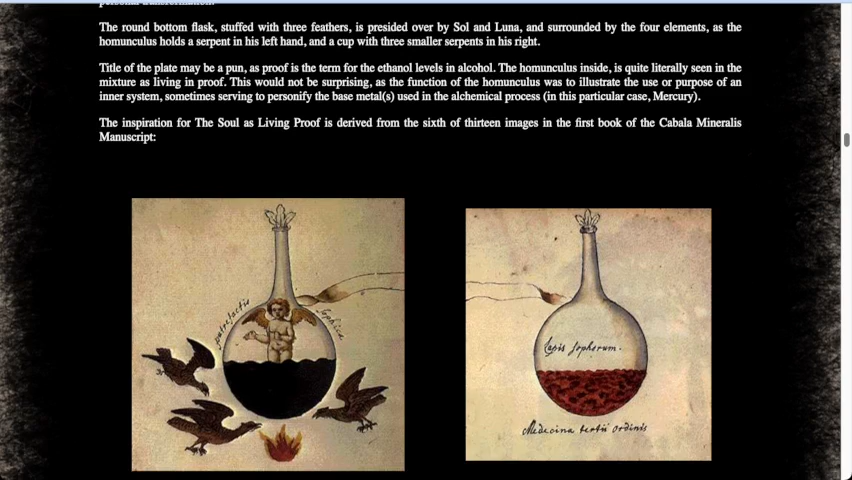 The round bottom flask, stuffed with three feathers, is presided over by Sol and Luna, and surrounded by the four elements, as the
homunculus holds a serpent in his left hand, and a cup with three smaller serpents in his right.
Title of the plate may be a pun, as proof is the term for the ethanol levels in alcohol. The homunculus inside, is quite literally seen in the
mixture as living in proof. This would not be surprising, as the function of the homunculus was to illustrate the use or purpose of an
inner system, sometimes serving to personify the base metal(s) used in the alchemical process (in this particular case, Mercury).
The inspiration for The Soul as Living Proof is derived from the sixth of thirteen images in the first book of the Cabala Mineralis
Manuscript:
putrefactio
sophica
Lapis sophorum.
Medicina tertii ordinis